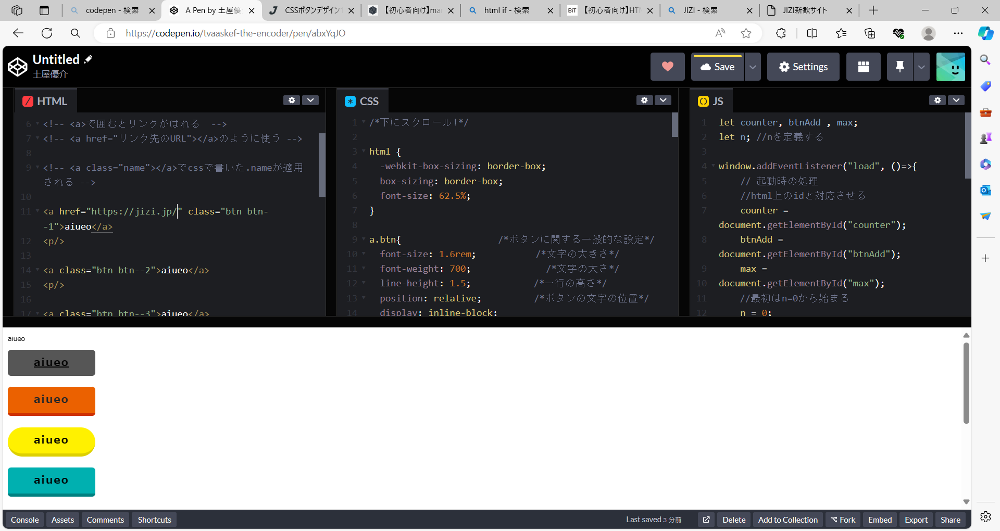 codepen - 検索
A Pen by 土屋優
CSSボタンデザイン
【初心者向け】ma
html if - 検索
BiT
【初心者向け】HT
JIZI - 検索
JIZI新歓サイト
https://codepen.io/tvaaskef-the-encoder/pen/abxYqJO
Untitled
土屋優介
Save
Settings
HTML
6 <!-- <a>で囲むとリンクがはれる  -->
7 <!-- <a href="リンク先のURL"></a>のように使う -->
8
9 <!-- <a class="name"></a>でcssで書いた.nameが適用
される -->
10
11 <a href="https://jizi.jp/" class="btn btn-
-1">aiueo</a>
12 <p/>
13
14 <a class="btn btn--2">aiueo</a>
15 <p/>
16
17 <a class="btn btn--3">aiueo</a>
CSS
1 /*下にスクロール!*/
2
3 html {
4 -webkit-box-sizing: border-box;
5 box-sizing: border-box;
6 font-size: 62.5%;
7 }
8
9 a.btn{ /*ボタンに関する一般的な設定*/
10 font-size: 1.6rem; /*文字の大きさ*/
11 font-weight: 700; /*文字の太さ*/
12 line-height: 1.5; /*一行の高さ*/
13 position: relative; /*ボタンの文字の位置*/
14 display: inline-block;
JS
1 let counter, btnAdd , max;
2 let n; //nを定義する
3
4 window.addEventListener("load", ()=>{
5 // 起動時の処理
6 //html上のidと対応させる
7 counter =
document.getElementById("counter");
8 btnAdd =
document.getElementById("btnAdd");
9 max =
10 document.getElementById("max");
11 //最初はn=0から始まる
12 n = 0;
aiueo
aiueo
aiueo
aiueo
aiueo
Console
Assets
Comments
Shortcuts
Last saved 3 分前
Delete
Add to Collection
Fork
Embed
Export
Share